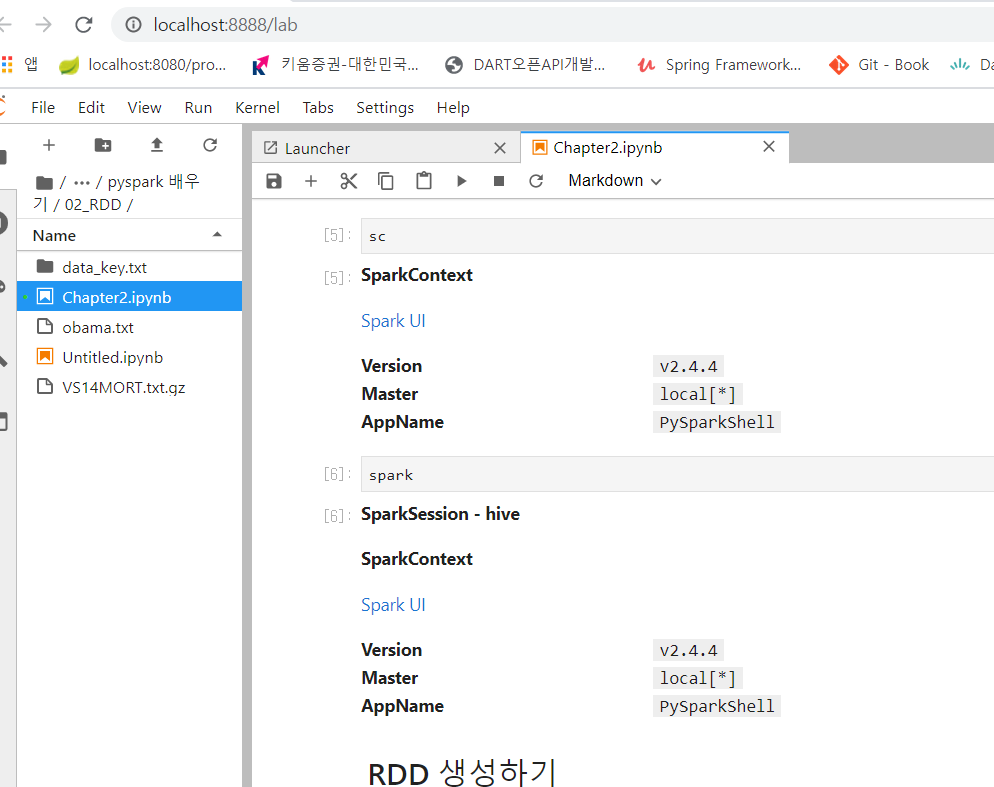 localhost:8888/lab
앱 localhost:8080/pro... 키움증권-대한민국... DART오픈API개발... Spring Framework... Git - Book
File Edit View Run Kernel Tabs Settings Help
Launcher Chapter2.ipynb
/ ··· / pyspark 배우
기 / 02_RDD /
Markdown
Name
data_key.txt
Chapter2.ipynb
obama.txt
Untitled.ipynb
VS14MORT.txt.gz
[5]: sc
[5]: SparkContext
Spark UI
Version v2.4.4
Master local[*]
AppName PySparkShell
[6]: spark
[6]: SparkSession - hive
SparkContext
Spark UI
Version v2.4.4
Master local[*]
AppName PySparkShell
RDD 생성하기